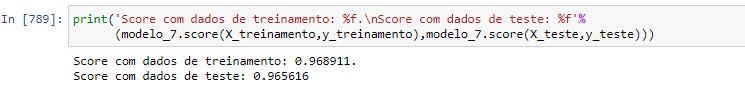 In [789]: print('Score com dados de treinamento: %f.\nScore com dados de teste: %f'%
(modelo_7.score(X_treinamento,y_treinamento),modelo_7.score(X_teste,y_teste)))
Score com dados de treinamento: 0.968911.
Score com dados de teste: 0.965616